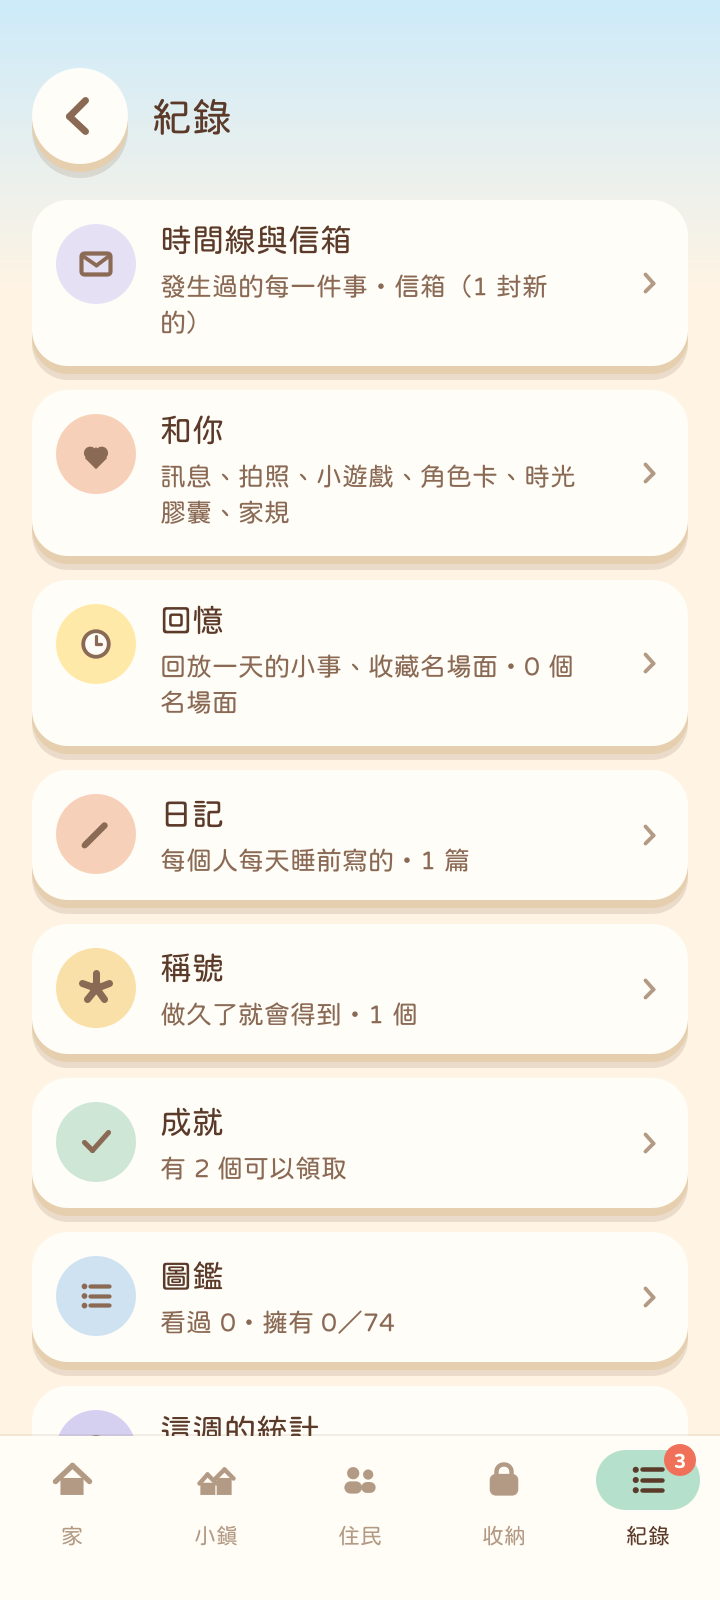 紀錄
時間線與信箱
發生過的每一件事・信箱（1 封新
的）
和你
訊息、拍照、小遊戲、角色卡、時光
膠囊、家規
回憶
回放一天的小事、收藏名場面・0 個
名場面
日記
每個人每天睡前寫的・1 篇
稱號
做久了就會得到・1 個
成就
有 2 個可以領取
圖鑑
看過 0・擁有 0／74
這週的統計
3
家
小鎮
住民
收納
紀錄